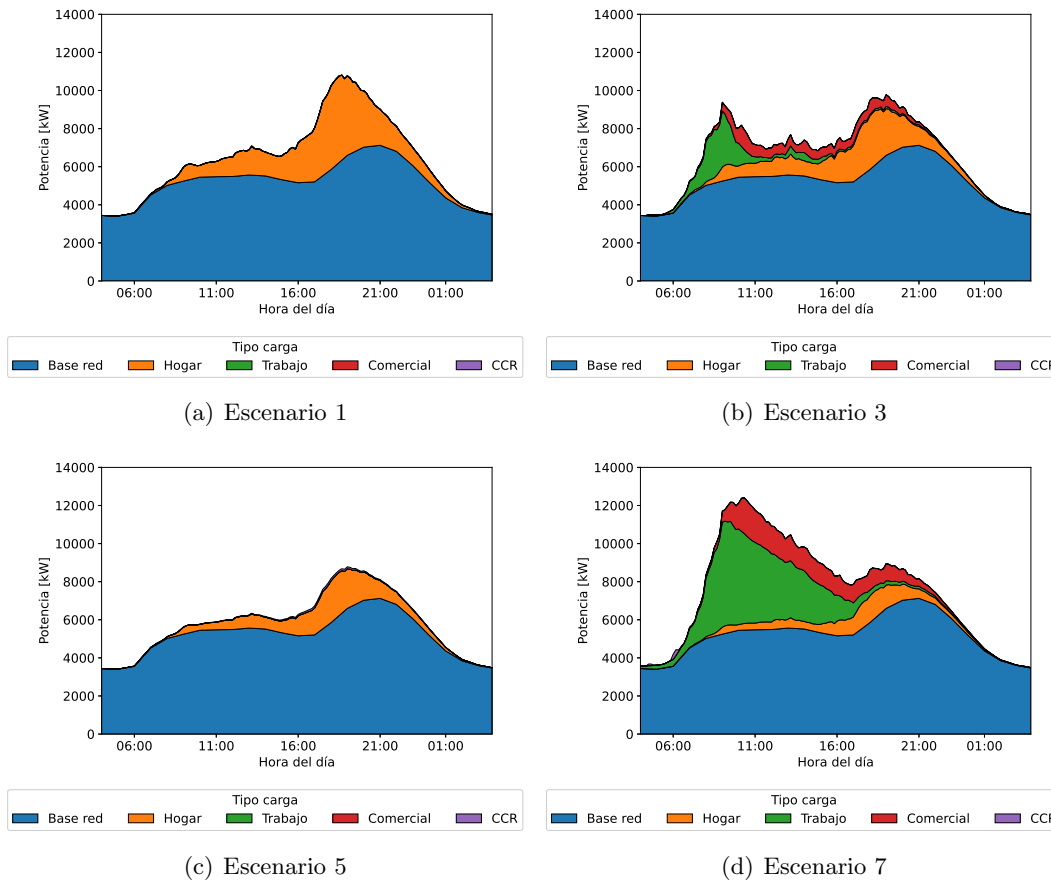 14000
12000
10000
8000
6000
4000
2000
0
Potencia [kW]
06:00 11:00 16:00 21:00 01:00
Hora del día
Tipo carga
Base red Hogar Trabajo Comercial CCR
(a) Escenario 1
14000
12000
10000
8000
6000
4000
2000
0
Potencia [kW]
06:00 11:00 16:00 21:00 01:00
Hora del día
Tipo carga
Base red Hogar Trabajo Comercial CCR
(b) Escenario 3
14000
12000
10000
8000
6000
4000
2000
0
Potencia [kW]
06:00 11:00 16:00 21:00 01:00
Hora del día
Tipo carga
Base red Hogar Trabajo Comercial CCR
(c) Escenario 5
14000
12000
10000
8000
6000
4000
2000
0
Potencia [kW]
06:00 11:00 16:00 21:00 01:00
Hora del día
Tipo carga
Base red Hogar Trabajo Comercial CCR
(d) Escenario 7